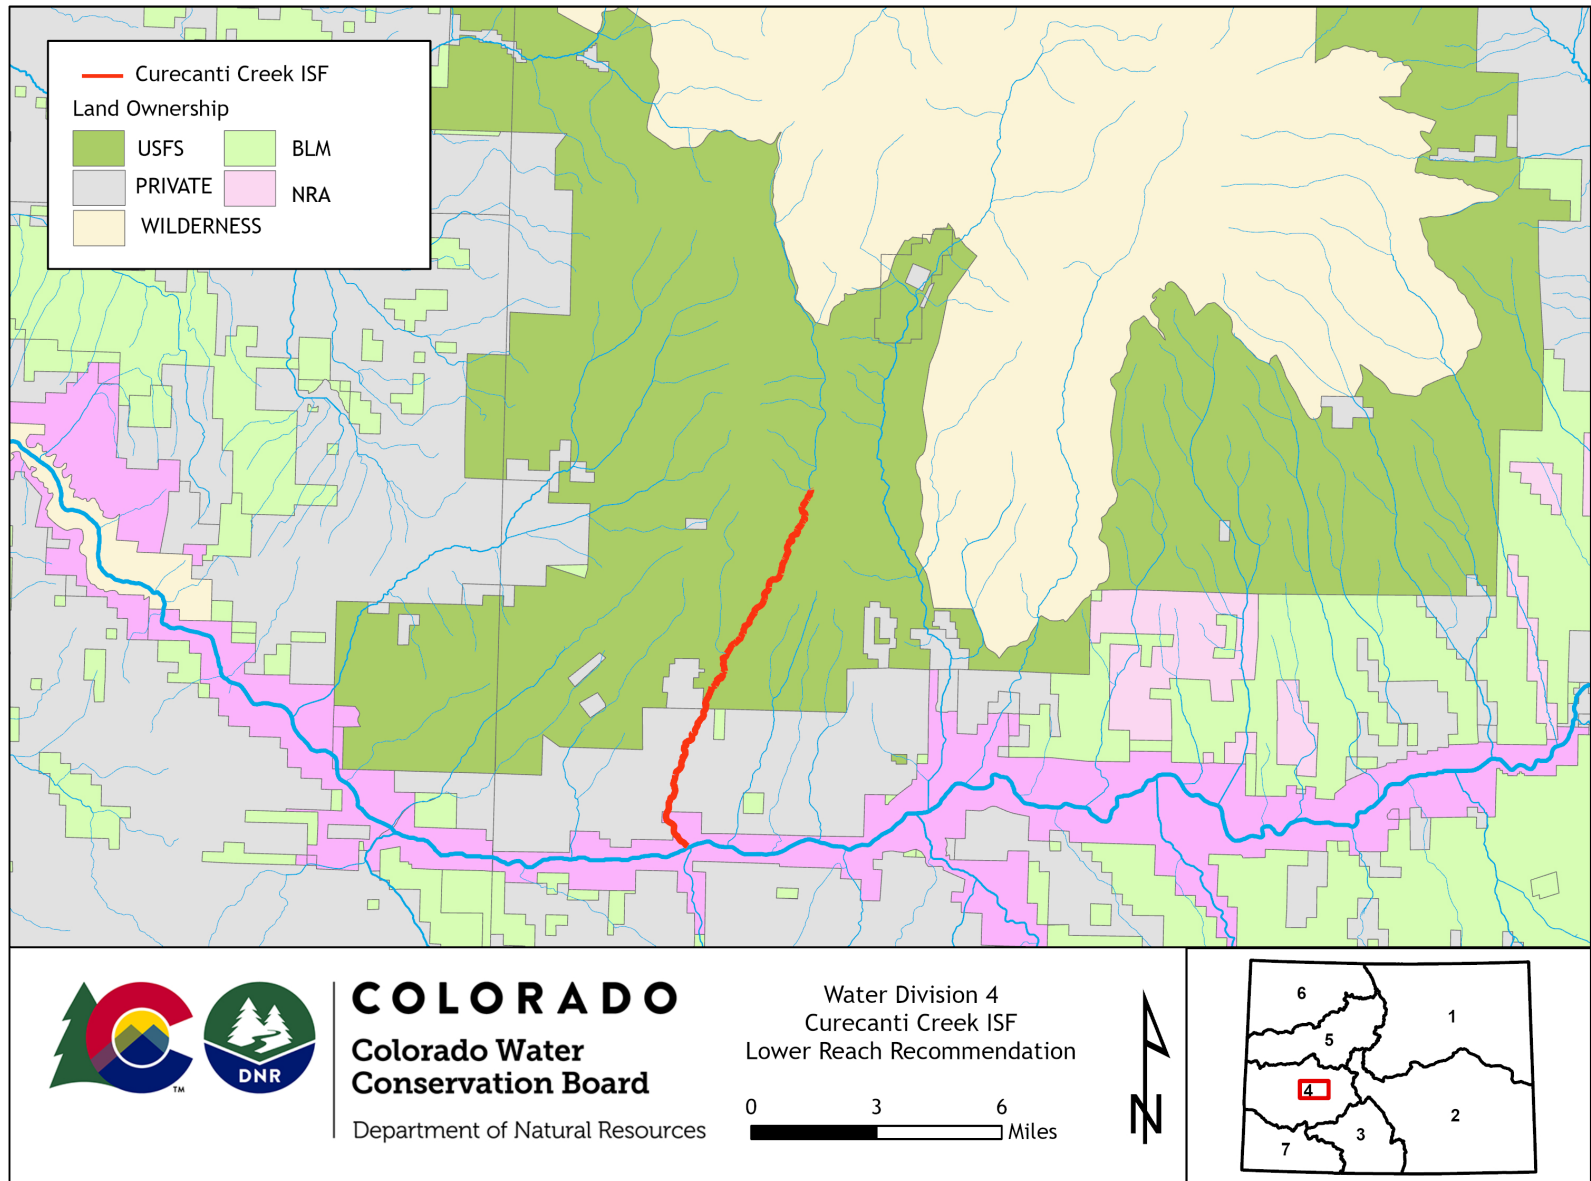 Curecanti Creek ISF
Land Ownership
USFS
BLM
PRIVATE
NRA
WILDERNESS
COLORADO
Colorado Water
Conservation Board
Department of Natural Resources
TM
DNR
Water Division 4
Curecanti Creek ISF
Lower Reach Recommendation
0 3 6
Miles
N
6
1
5
4
2
3
7